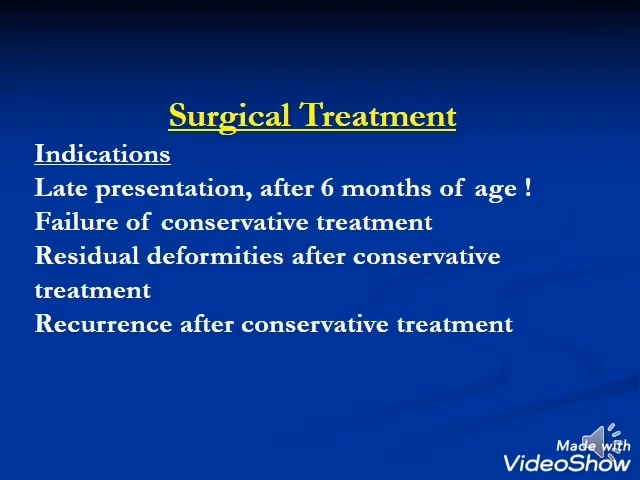 Surgical Treatment
Indications
Late presentation, after 6 months of age !
Failure of conservative treatment
Residual deformities after conservative
treatment
Recurrence after conservative treatment
Made with
VideoShow